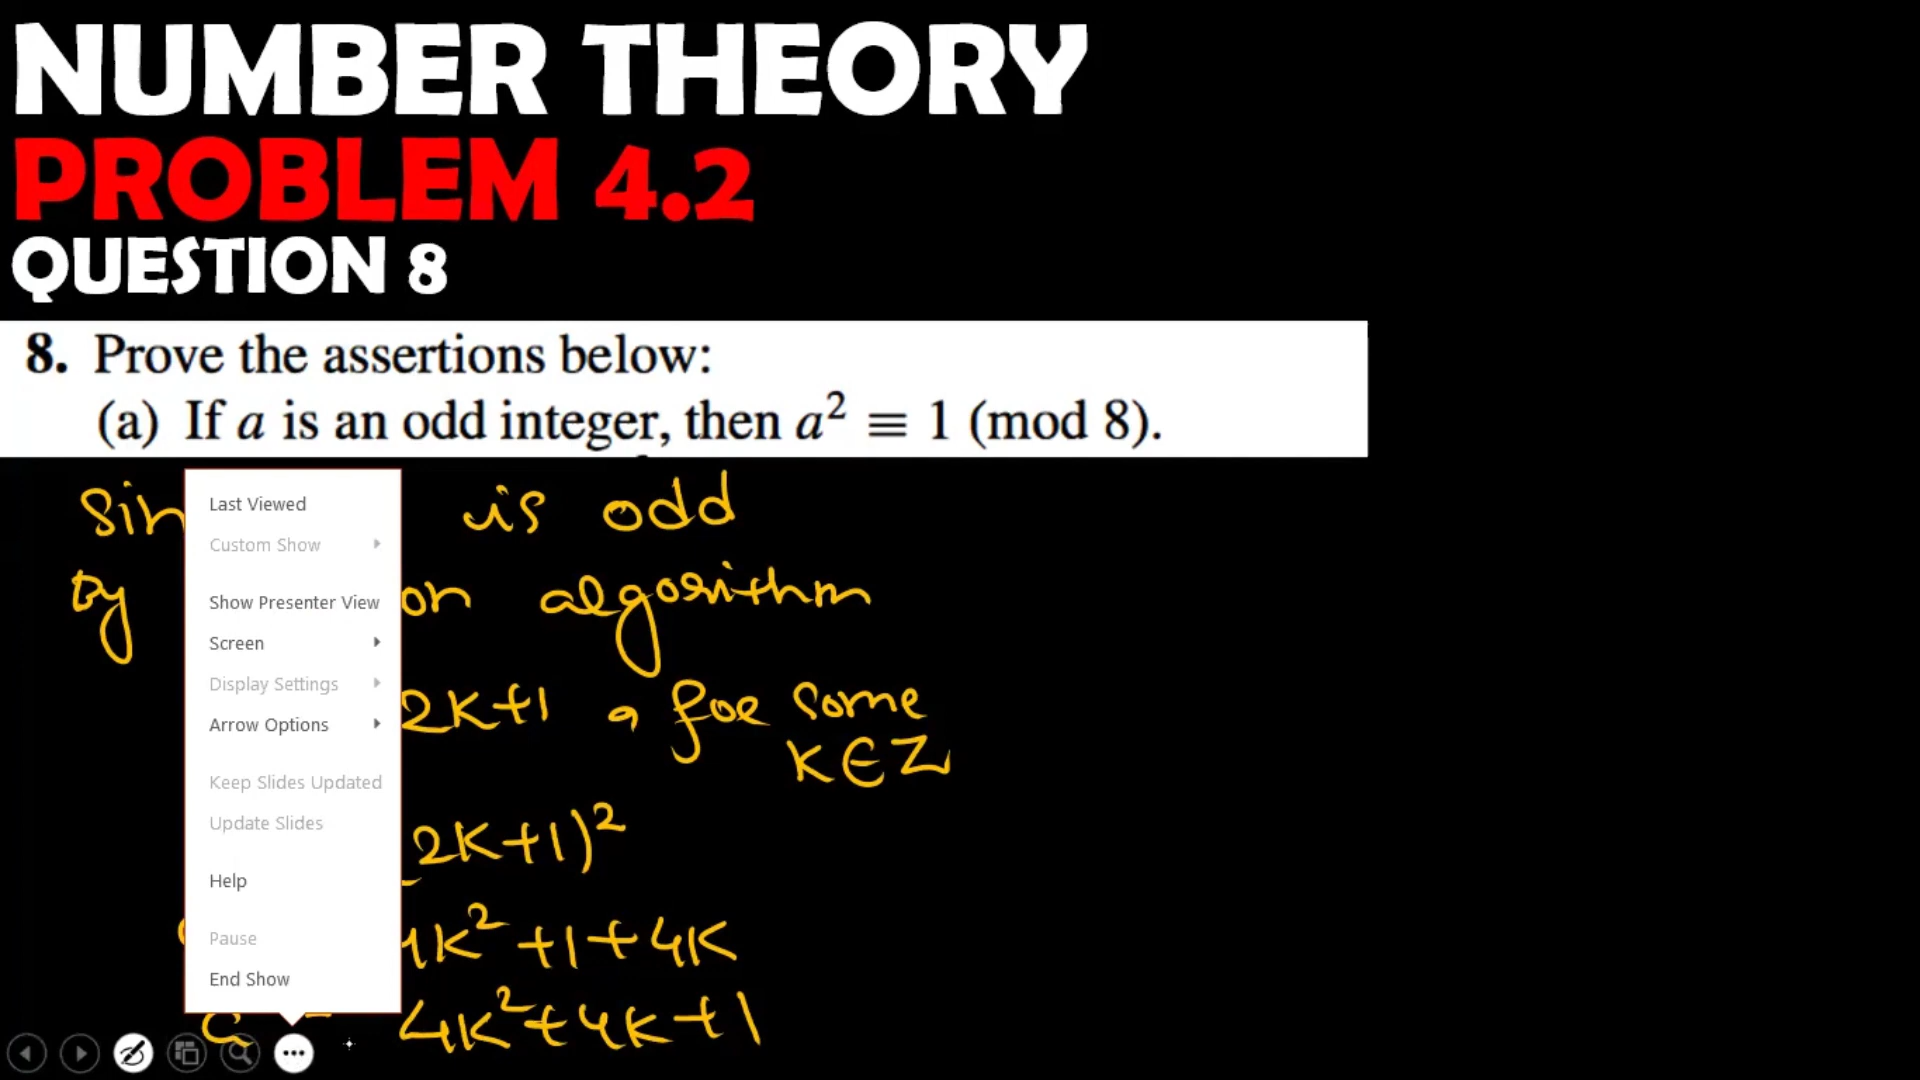 NUMBER THEORY
PROBLEM 4.2
QUESTION 8
8. Prove the assertions below:
(a) If a is an odd integer, then a² ≡ 1 (mod 8).
Sin is odd
by on algorithm
2K+1 , for some
K∈Z
2K+1)²
4K²+1+4K
4K²+4K+1
Last Viewed
Custom Show
Show Presenter View
Screen
Display Settings
Arrow Options
Keep Slides Updated
Update Slides
Help
Pause
End Show